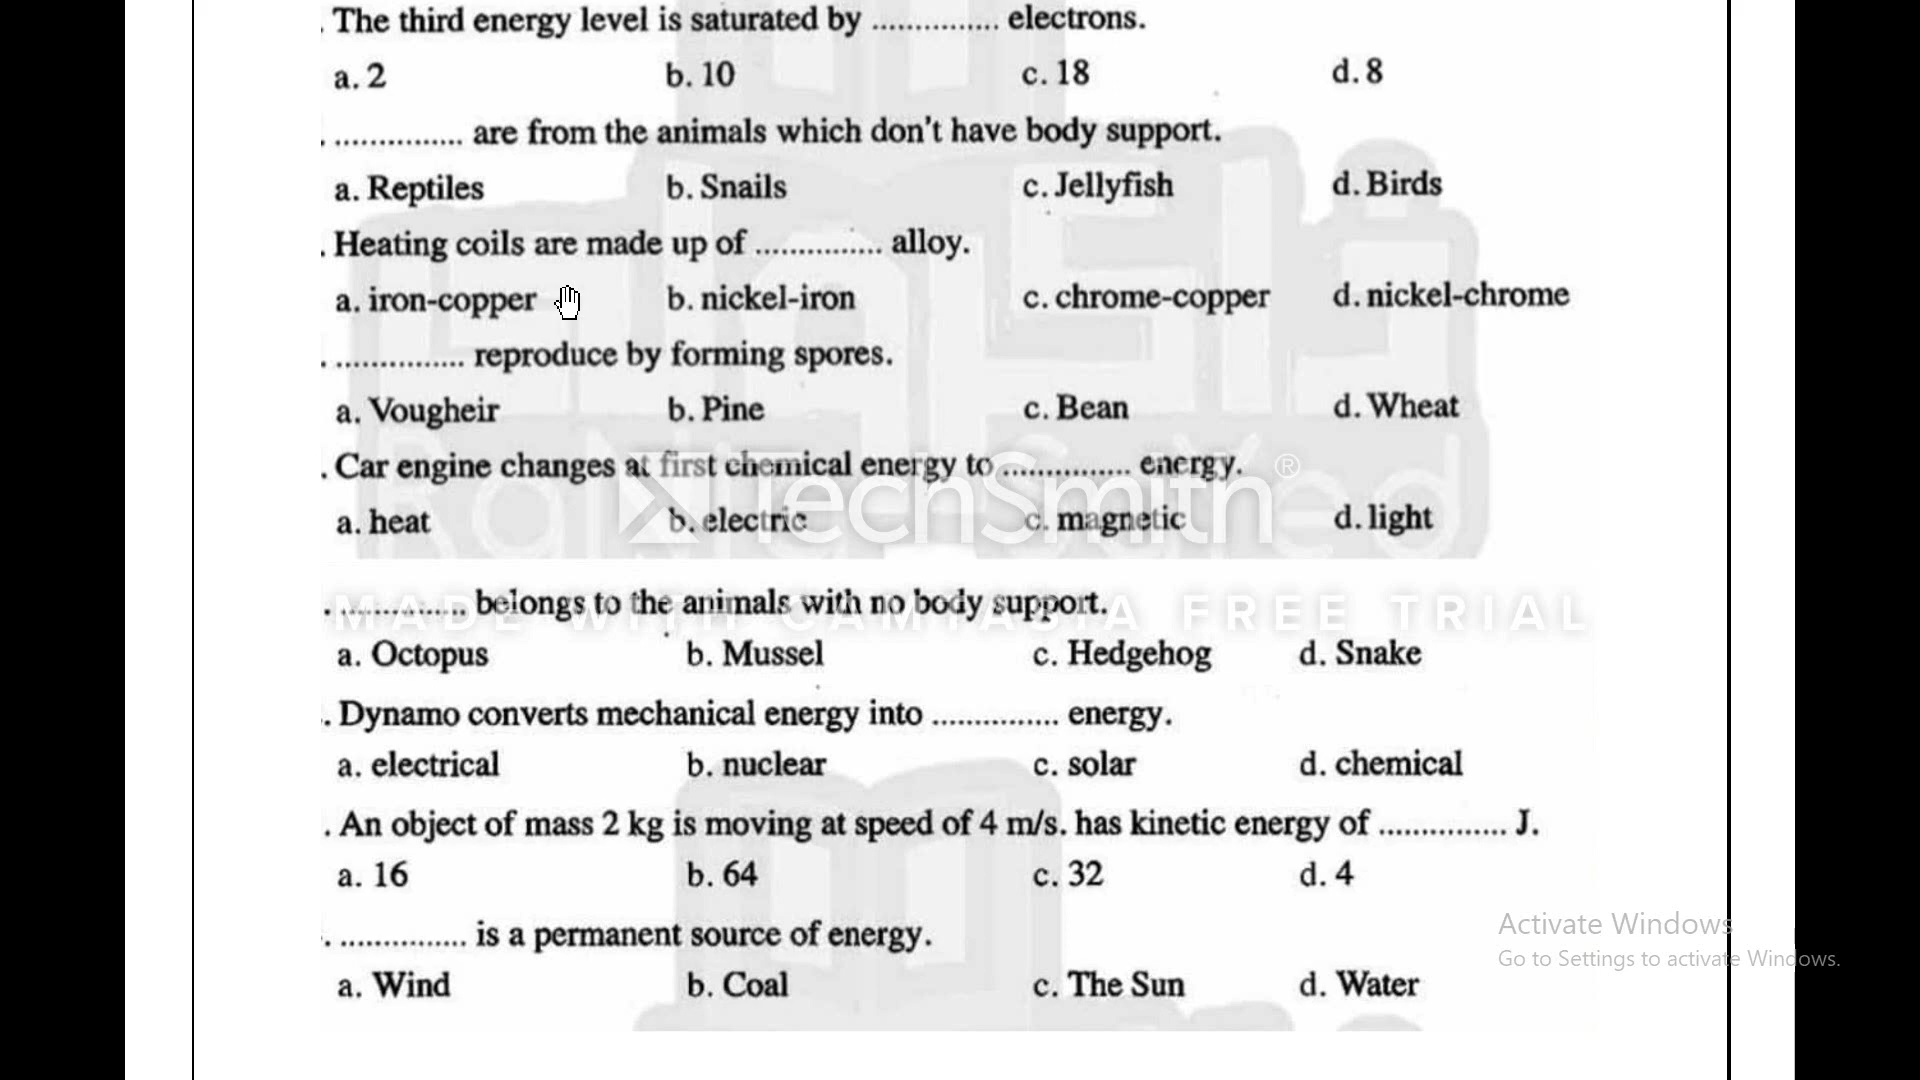 . The third energy level is saturated by ............... electrons.
a. 2 b. 10 c. 18 d. 8
. ............... are from the animals which don't have body support.
a. Reptiles b. Snails c. Jellyfish d. Birds
. Heating coils are made up of ............... alloy.
a. iron-copper b. nickel-iron c. chrome-copper d. nickel-chrome
. ............... reproduce by forming spores.
a. Vougheir b. Pine c. Bean d. Wheat
. Car engine changes at first chemical energy to ............... energy.
TechSmith®
a. heat b. electric c. magnetic d. light
. ............... belongs to the animals with no body support.
MADE WITH CAMTASIA FREE TRIAL
a. Octopus b. Mussel c. Hedgehog d. Snake
. Dynamo converts mechanical energy into ............... energy.
a. electrical b. nuclear c. solar d. chemical
. An object of mass 2 kg is moving at speed of 4 m/s. has kinetic energy of ............... J.
a. 16 b. 64 c. 32 d. 4
. ............... is a permanent source of energy.
a. Wind b. Coal c. The Sun d. Water
Activate Windows
Go to Settings to activate Windows.